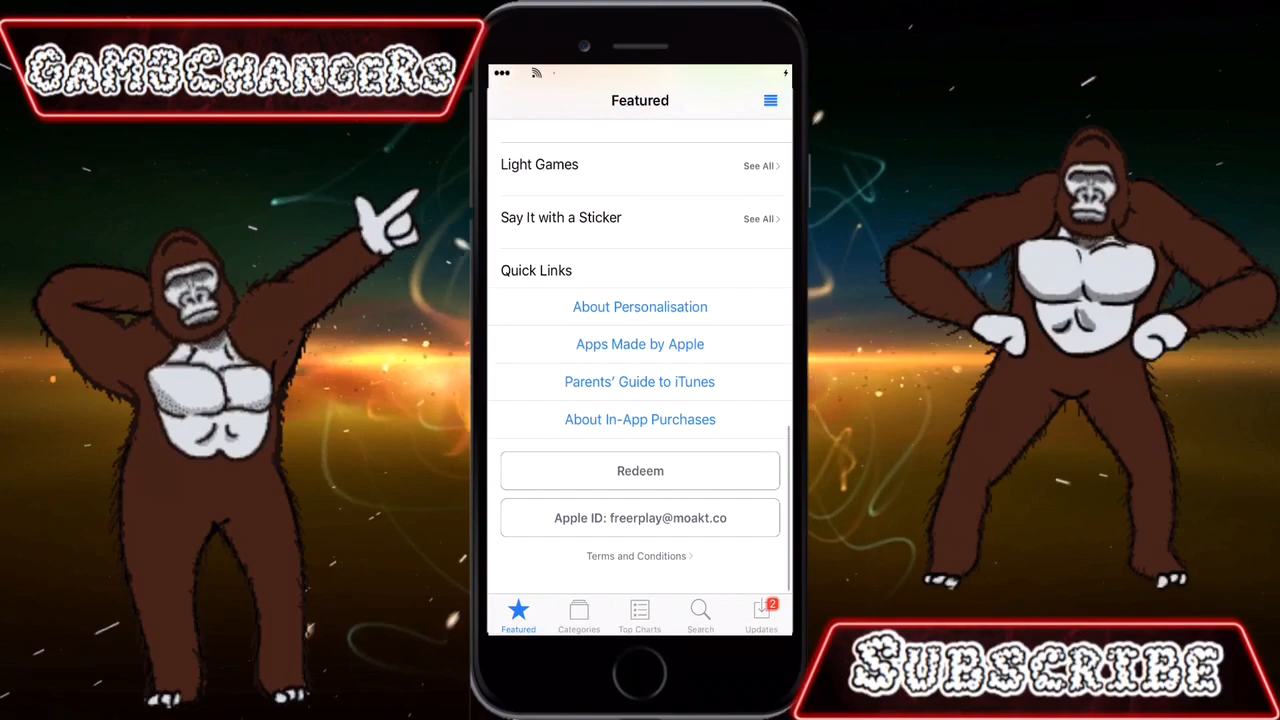 GaM3ChangeRs
Featured
Light Games
See All
Say It with a Sticker
See All
Quick Links
About Personalisation
Apps Made by Apple
Parents’ Guide to iTunes
About In-App Purchases
Redeem
Apple ID: freerplay@moakt.co
Terms and Conditions
2
Featured
Categories
Top Charts
Search
Updates
Subscribe